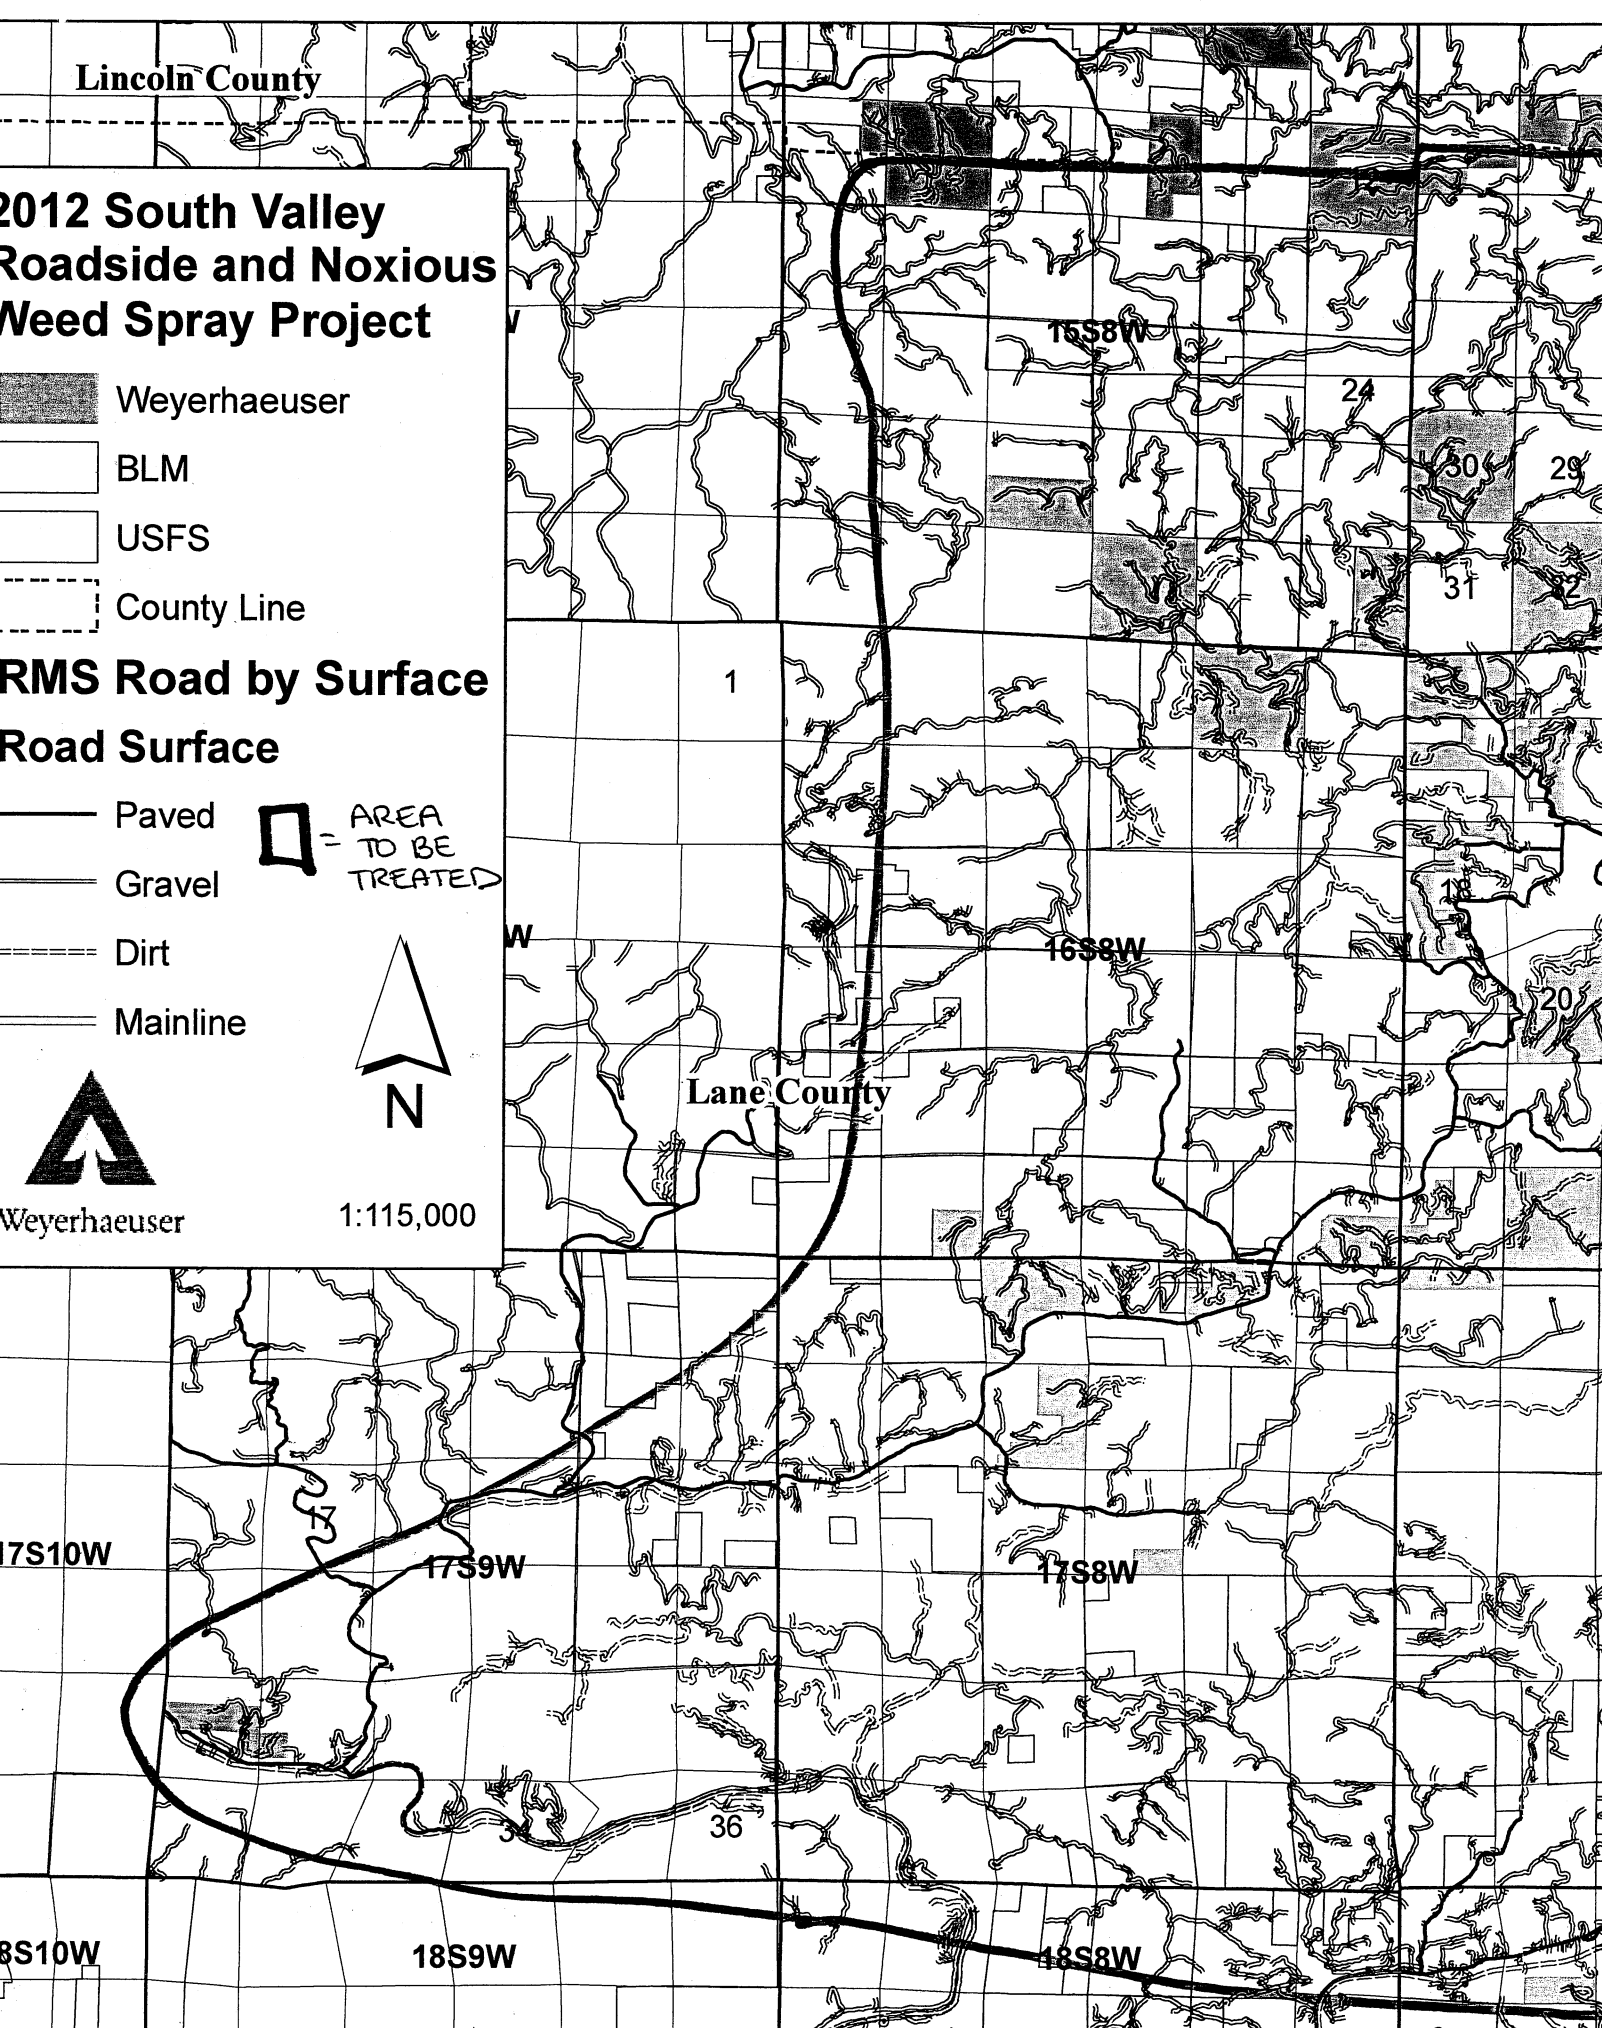 Lincoln County
2012 South Valley
Roadside and Noxious
Weed Spray Project
Weyerhaeuser
BLM
USFS
County Line
RMS Road by Surface
Road Surface
Paved
Gravel
Dirt
Mainline
= AREA
TO BE
TREATED
N
Weyerhaeuser
1:115,000
W
15S8W
24
30
29
31
32
1
W
16S8W
18
20
Lane County
17S10W
17S9W
17S8W
36
8S10W
18S9W
18S8W